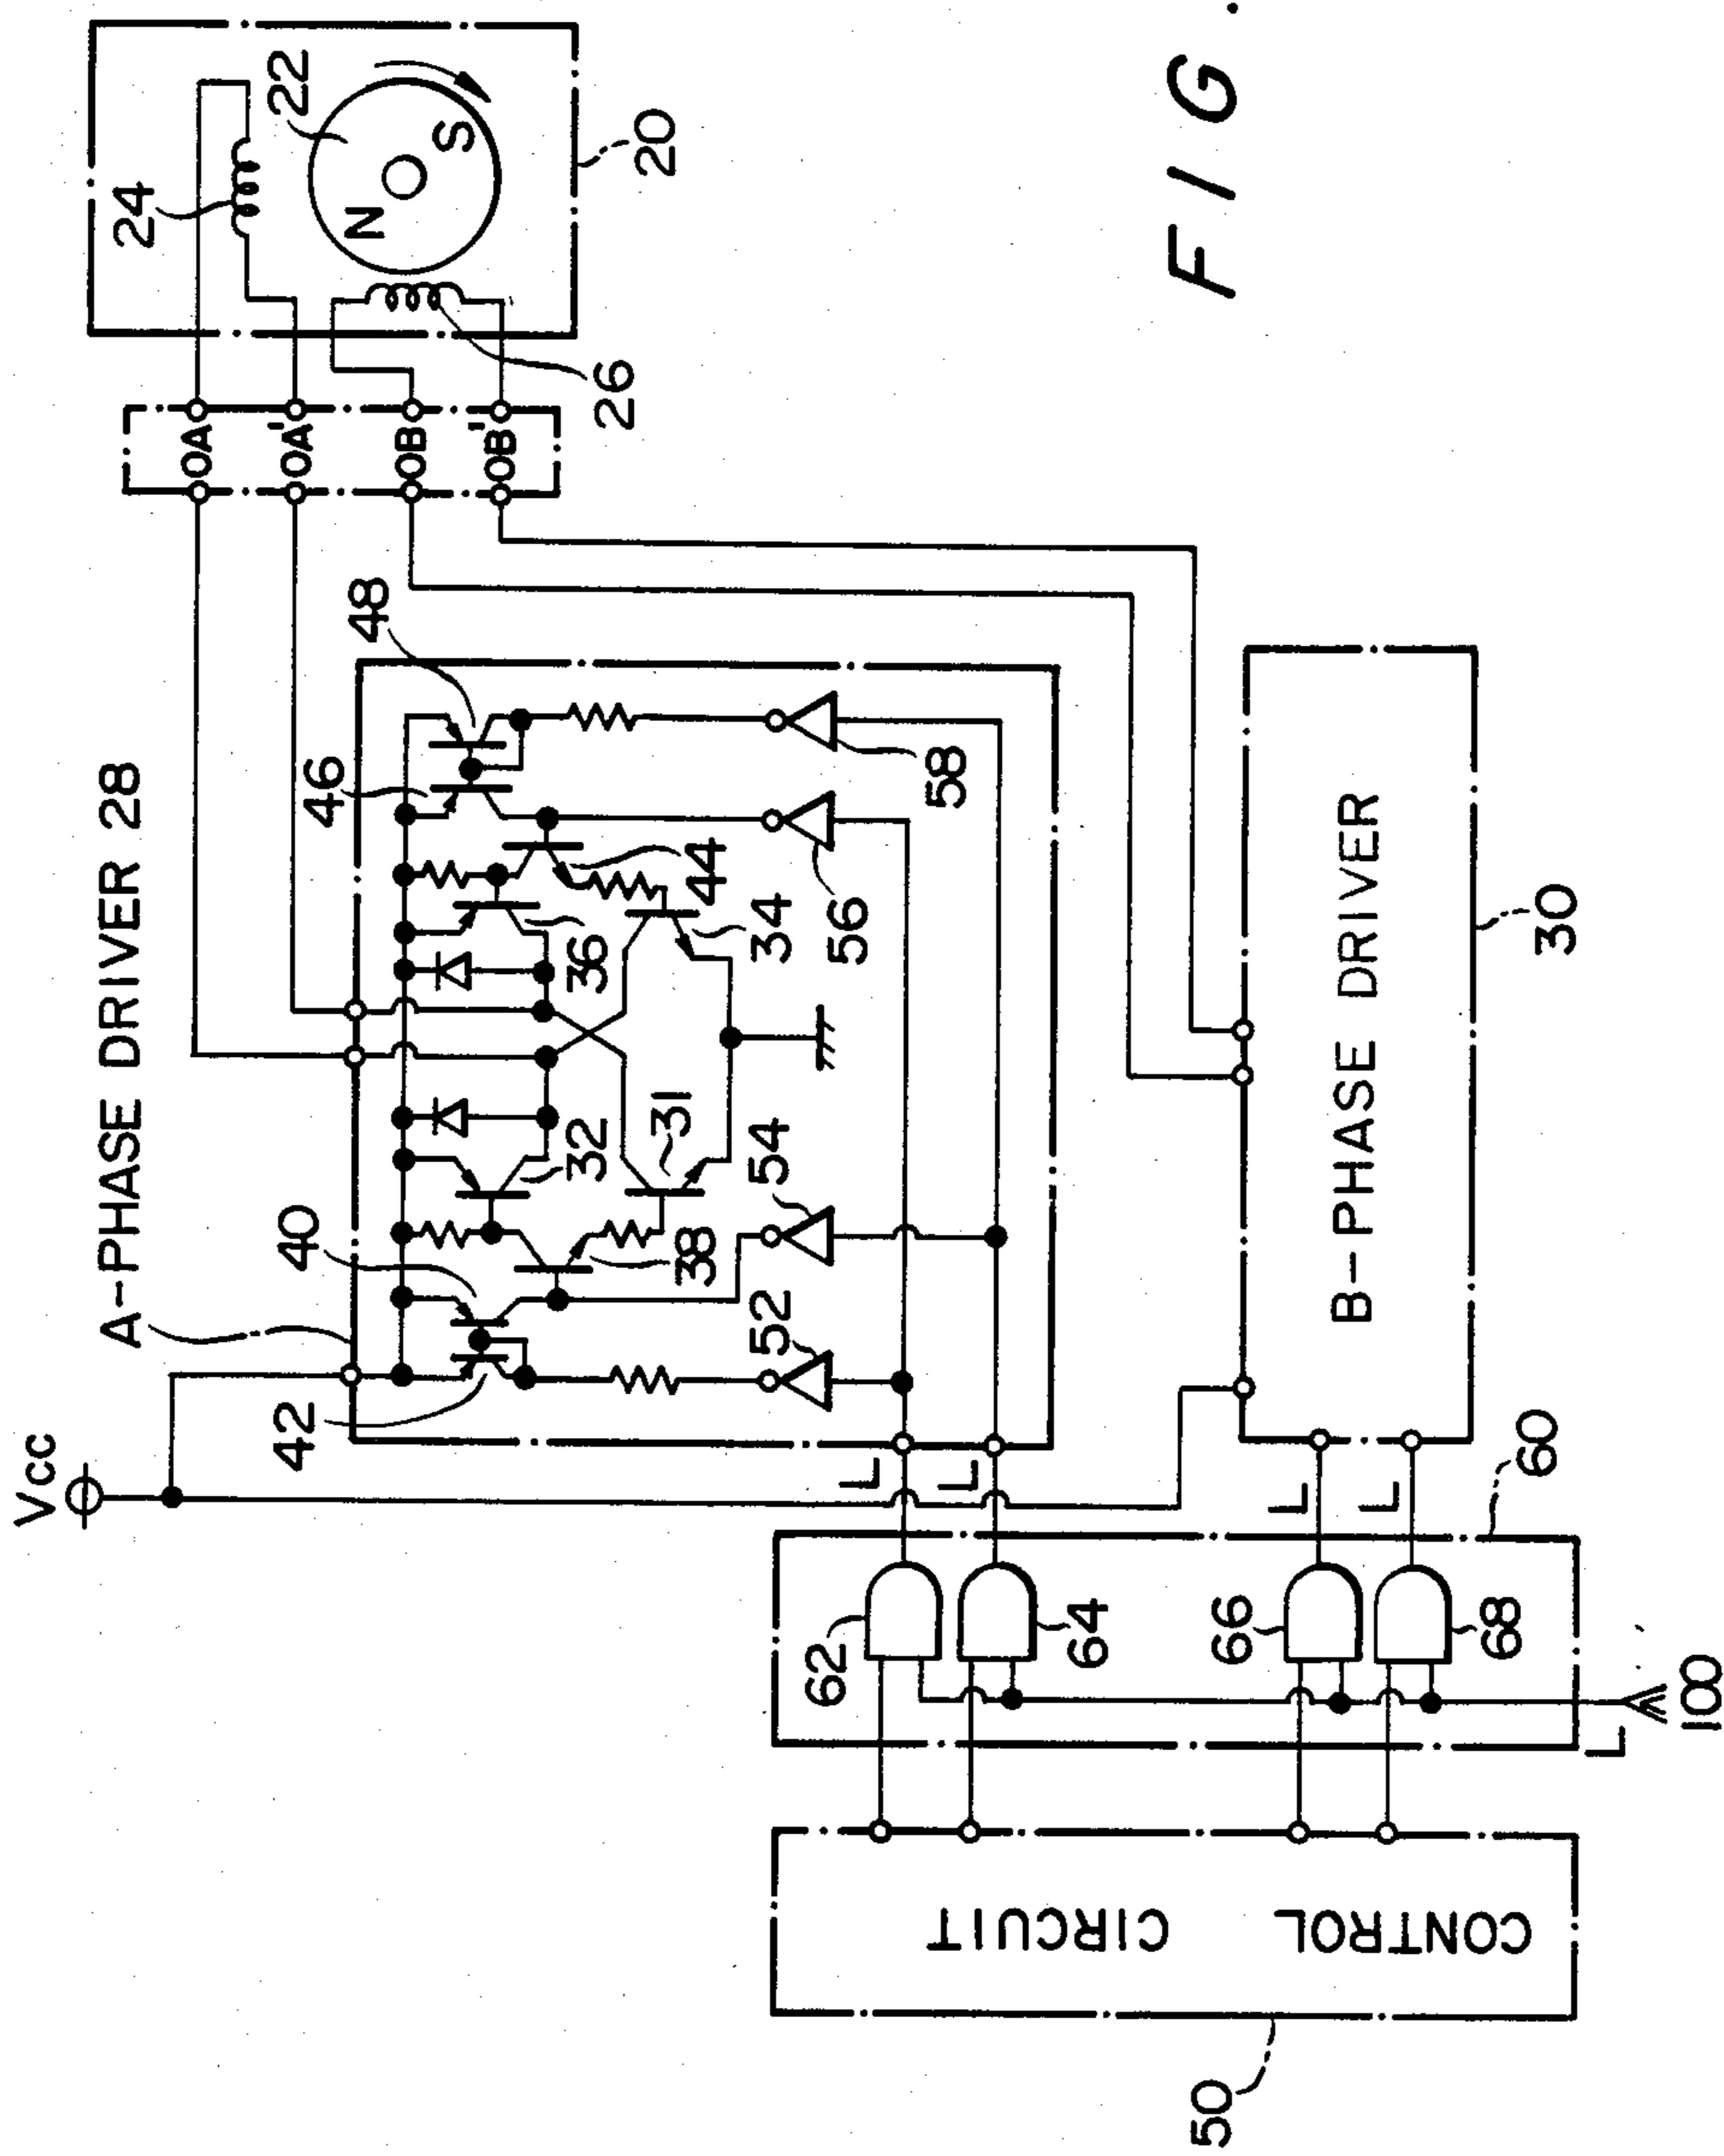 Vcc
A-PHASE DRIVER 28
42
40
46
48
32
36
38
31
44
34
52
54
56
58
24
22
N
S
20
26
OA
OA'
OB
OB'
L
L
L
L
62
64
66
68
60
L
100
CONTROL
CIRCUIT
50
B-PHASE DRIVER
30
FIG.